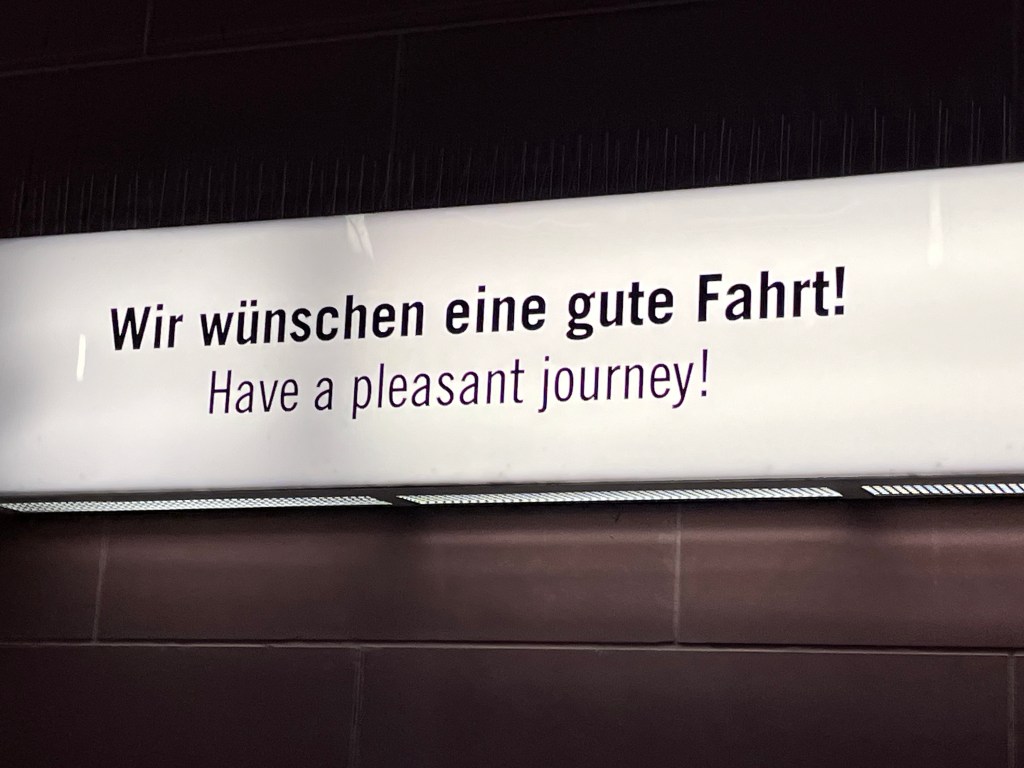 Wir wünschen eine gute Fahrt!
Have a pleasant journey!